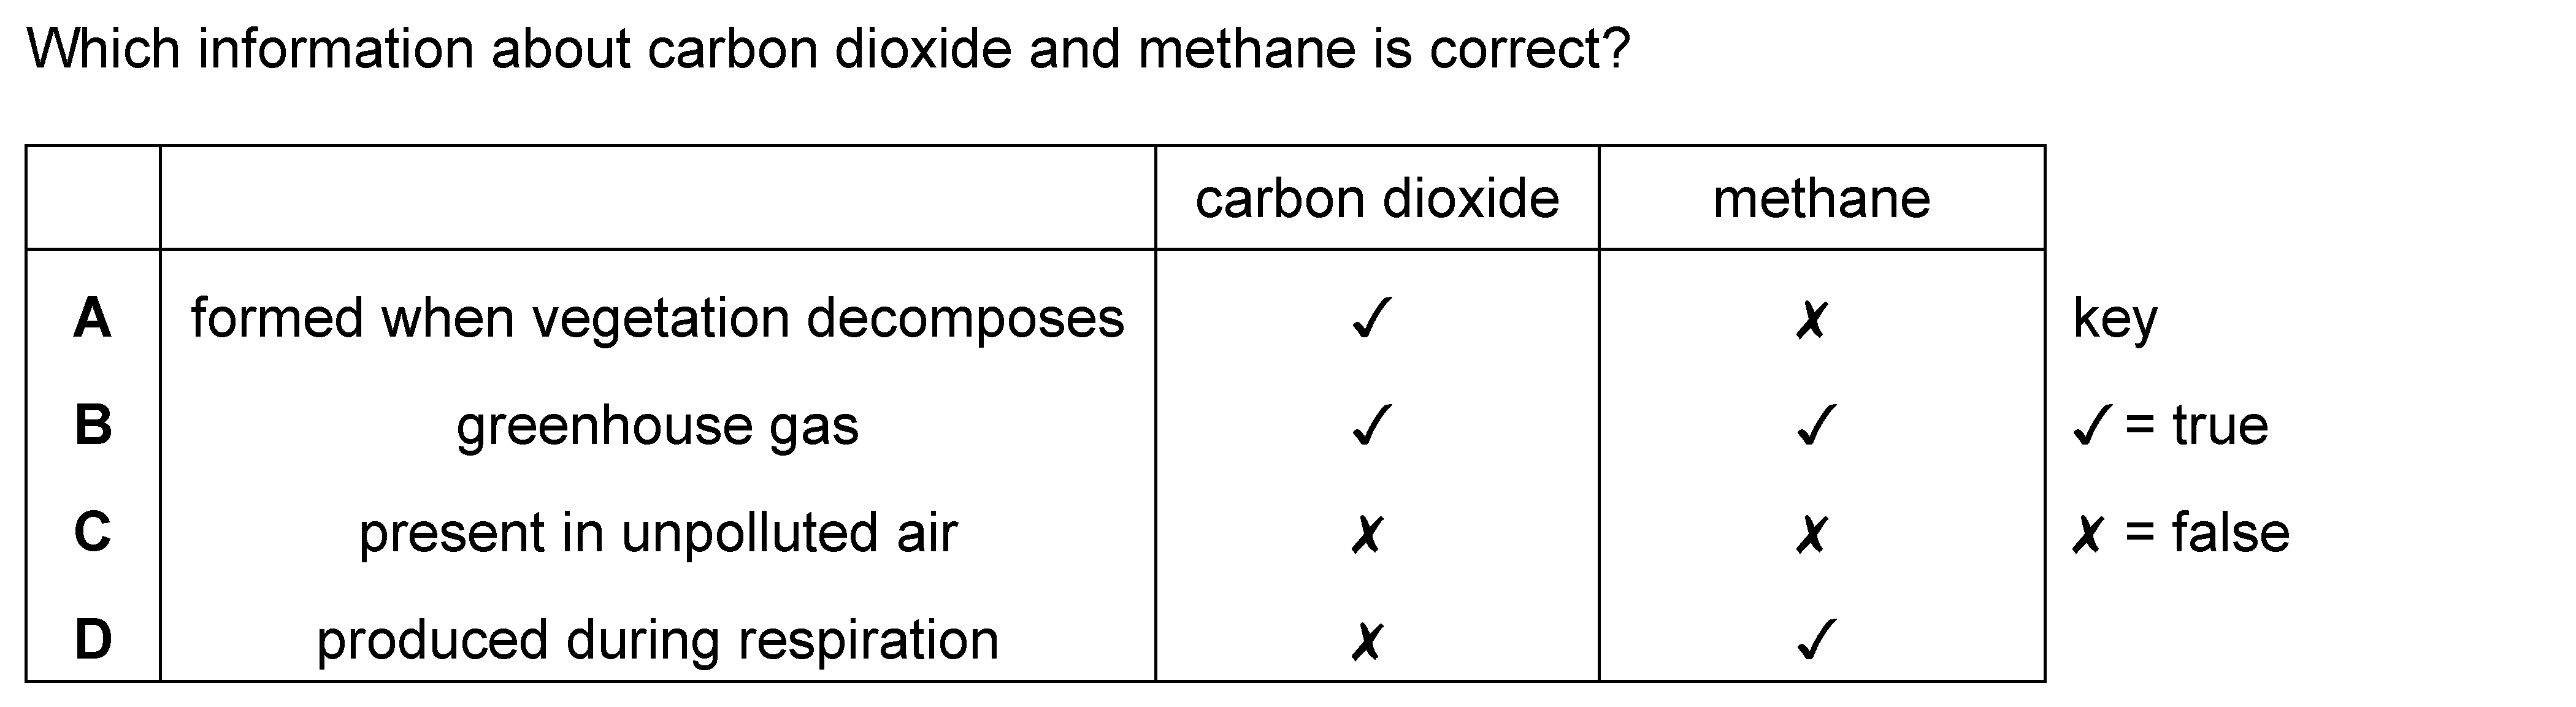 Which information about carbon dioxide and methane is correct?
carbon dioxide methane
A formed when vegetation decomposes ✓ ✗ key
B greenhouse gas ✓ ✓ ✓ = true
C present in unpolluted air ✗ ✗ ✗ = false
D produced during respiration ✗ ✓